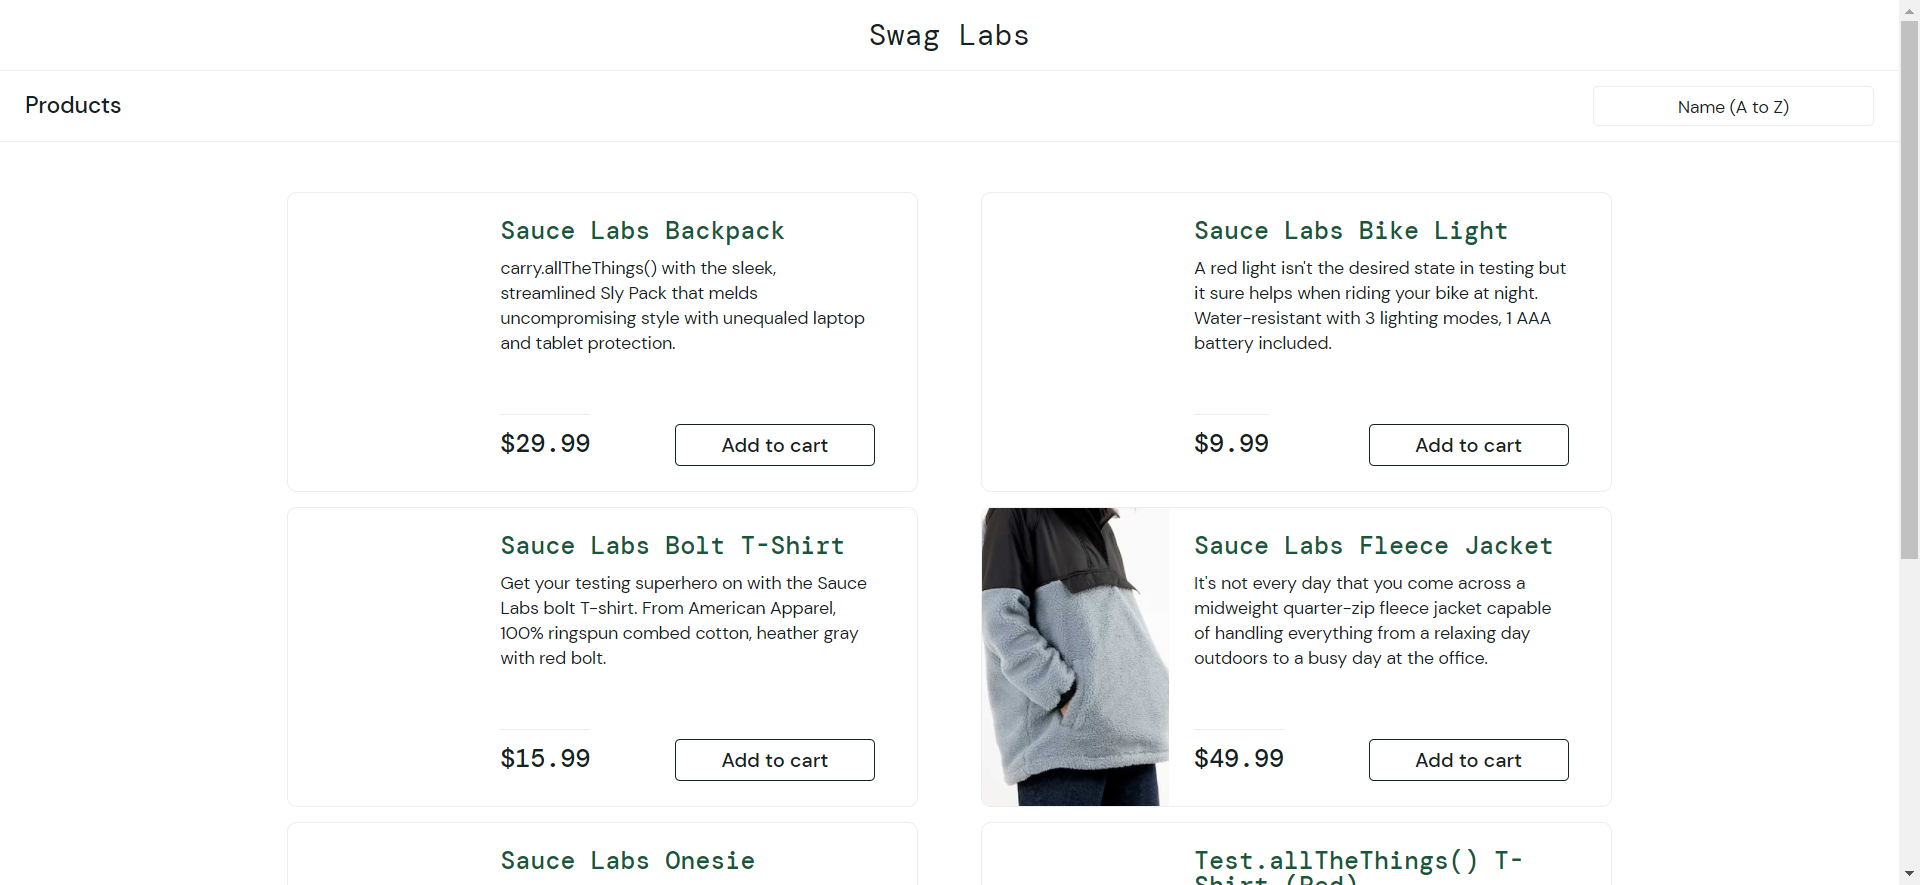 Swag Labs
Products
Name (A to Z)
Sauce Labs Backpack
carry.allTheThings() with the sleek,
streamlined Sly Pack that melds
uncompromising style with unequaled laptop
and tablet protection.
$29.99
Add to cart
Sauce Labs Bike Light
A red light isn't the desired state in testing but
it sure helps when riding your bike at night.
Water-resistant with 3 lighting modes, 1 AAA
battery included.
$9.99
Add to cart
Sauce Labs Bolt T-Shirt
Get your testing superhero on with the Sauce
Labs bolt T-shirt. From American Apparel,
100% ringspun combed cotton, heather gray
with red bolt.
$15.99
Add to cart
Sauce Labs Fleece Jacket
It's not every day that you come across a
midweight quarter-zip fleece jacket capable
of handling everything from a relaxing day
outdoors to a busy day at the office.
$49.99
Add to cart
Sauce Labs Onesie
Test.allTheThings() T-
Shirt (Red)